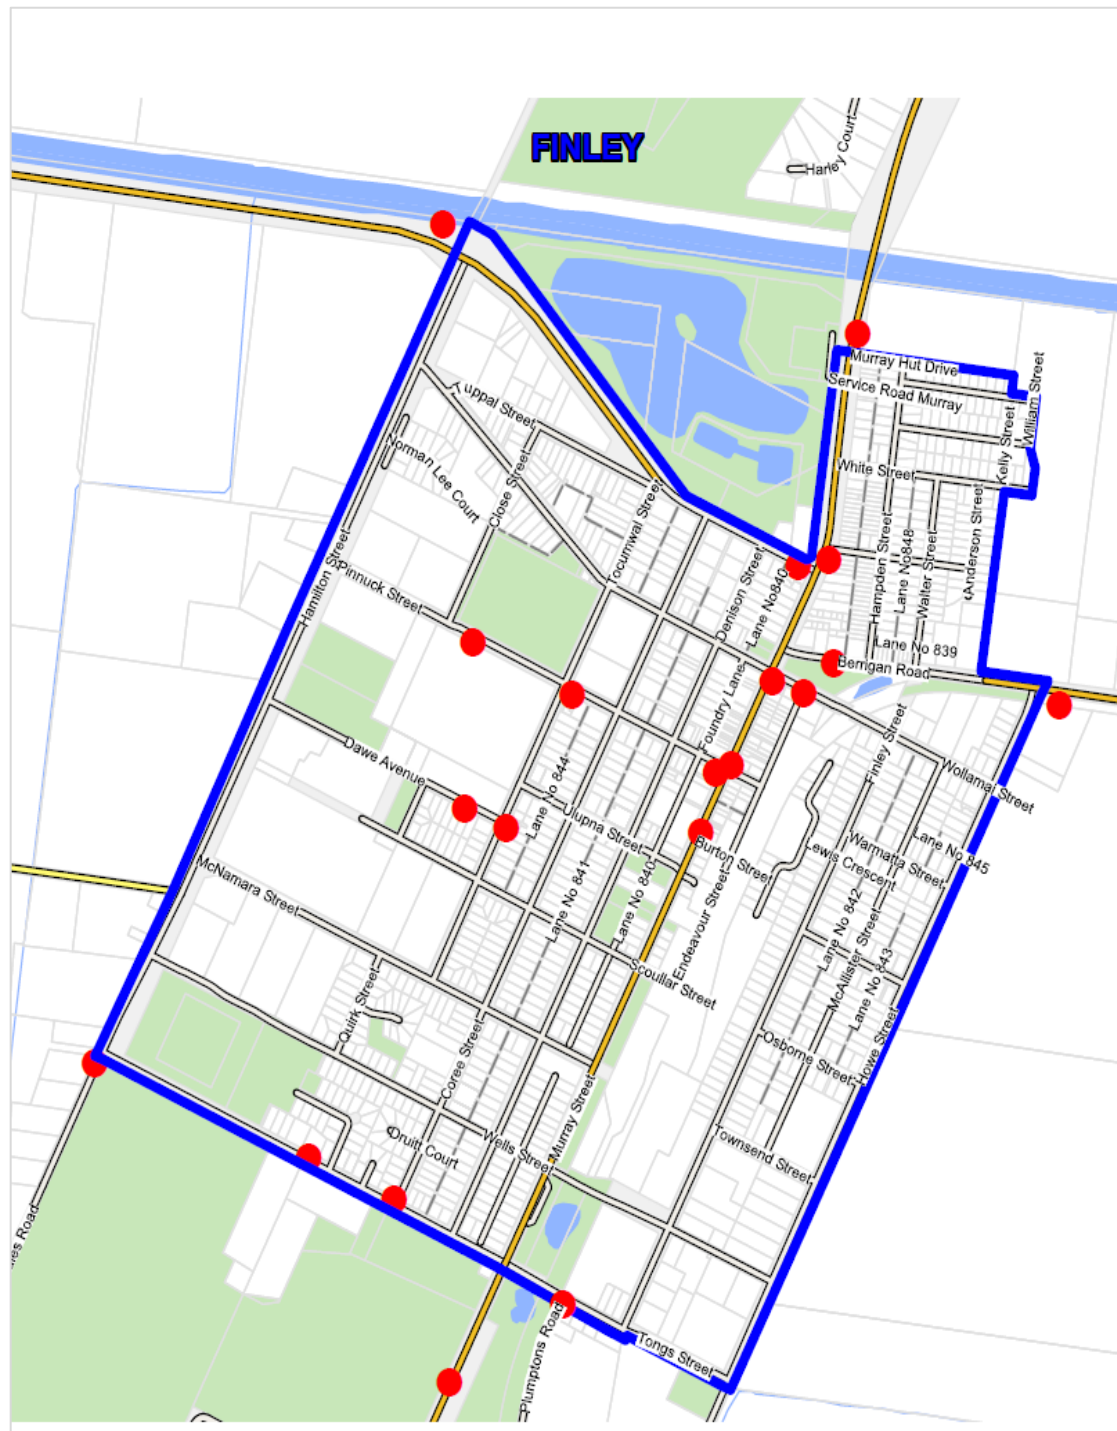 FINLEY
Harley Court
Murray Hut Drive
Service Road Murray
William Street
Kelly Street
White Street
Anderson Street
Hampden Street
Lane No848
Walter Street
Lane No 839
Berrigan Road
uppal Street
Norman Lee Court
Close Street
Tocumwal Street
Denison Street
Lane No840
Hamilton Street
Pinnuck Street
Foundry Lane
Finley Street
Wollamai Street
Dawe Avenue
Lane No 844
Ulupna Street
Burton Street
Lewis Crescent
Warmatta Street
Lane No 845
McNamara Street
Lane No 841
Lane No 840
Endeavour Street
Lane No 842
McAllister Street
Lane No 843
Scoullar Street
Quirk Street
Coree Street
Osborne Street
Howe Street
Murray Street
Druitt Court
Wells Street
Townsend Street
Plumptons Road
Tongs Street